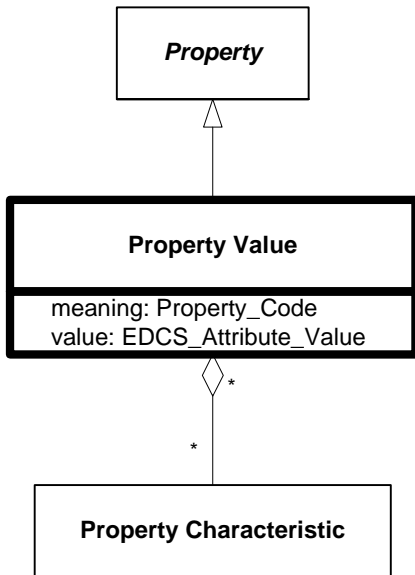 Property
Property Value
meaning: Property_Code
value: EDCS_Attribute_Value
*
*
Property Characteristic